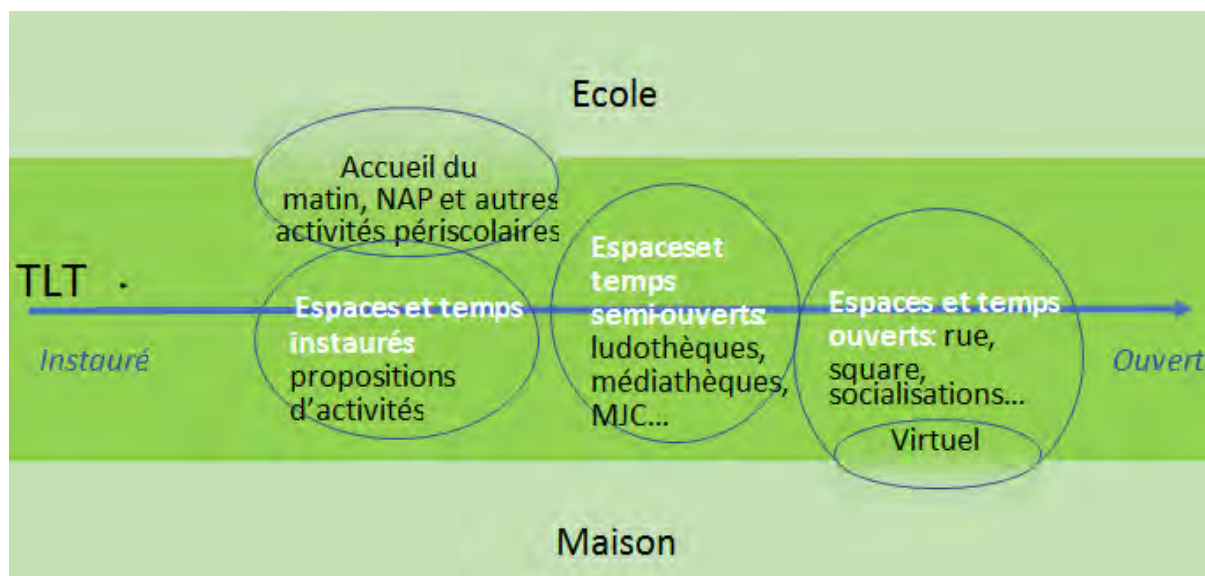 Ecole
Accueil du
matin, NAP et autres
activités périscolaires
TLT
Instauré
Espaces et temps
instaurés
propositions
d'activités
Espaceset
temps
semi-ouverts:
ludothèques,
médiathèques,
MJC...
Espaces et temps
ouverts: rue,
square,
socialisations...
Virtuel
Ouvert
Maison